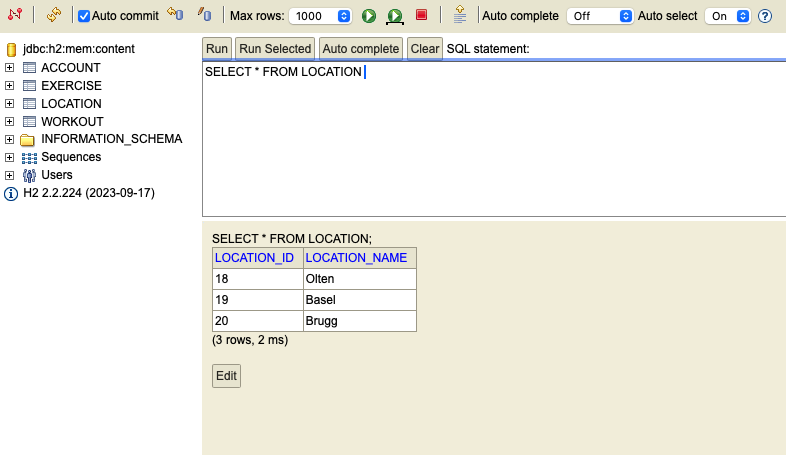 Auto commit Max rows: 1000 Auto complete Off Auto select On ?
jdbc:h2:mem:content
ACCOUNT
EXERCISE
LOCATION
WORKOUT
INFORMATION_SCHEMA
Sequences
Users
H2 2.2.224 (2023-09-17)
Run Run Selected Auto complete Clear SQL statement:
SELECT * FROM LOCATION
SELECT * FROM LOCATION;
LOCATION_ID LOCATION_NAME
18 Olten
19 Basel
20 Brugg
(3 rows, 2 ms)
Edit